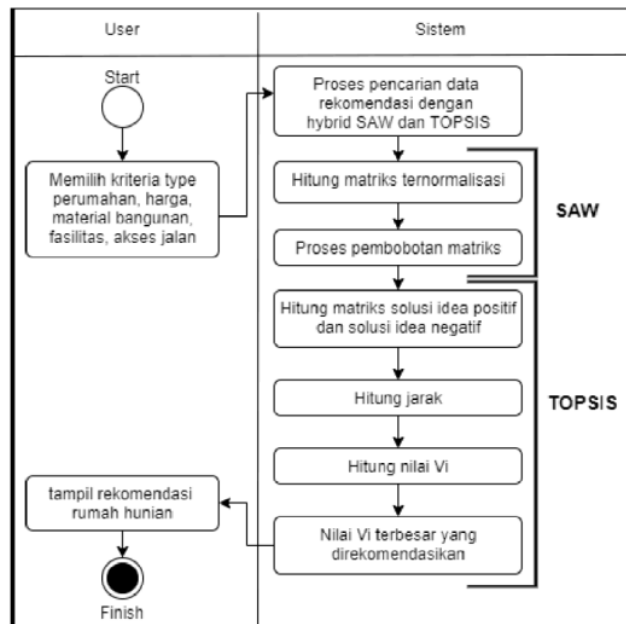 User
Sistem
Start
Proses pencarian data
rekomendasi dengan
hybrid SAW dan TOPSIS
Memilih kriteria type
perumahan, harga,
material bangunan,
fasilitas, akses jalan
Hitung matriks ternormalisasi
SAW
Proses pembobotan matriks
Hitung matriks solusi idea positif
dan solusi idea negatif
Hitung jarak
TOPSIS
Hitung nilai Vi
tampil rekomendasi
rumah hunian
Nilai Vi terbesar yang
direkomendasikan
Finish